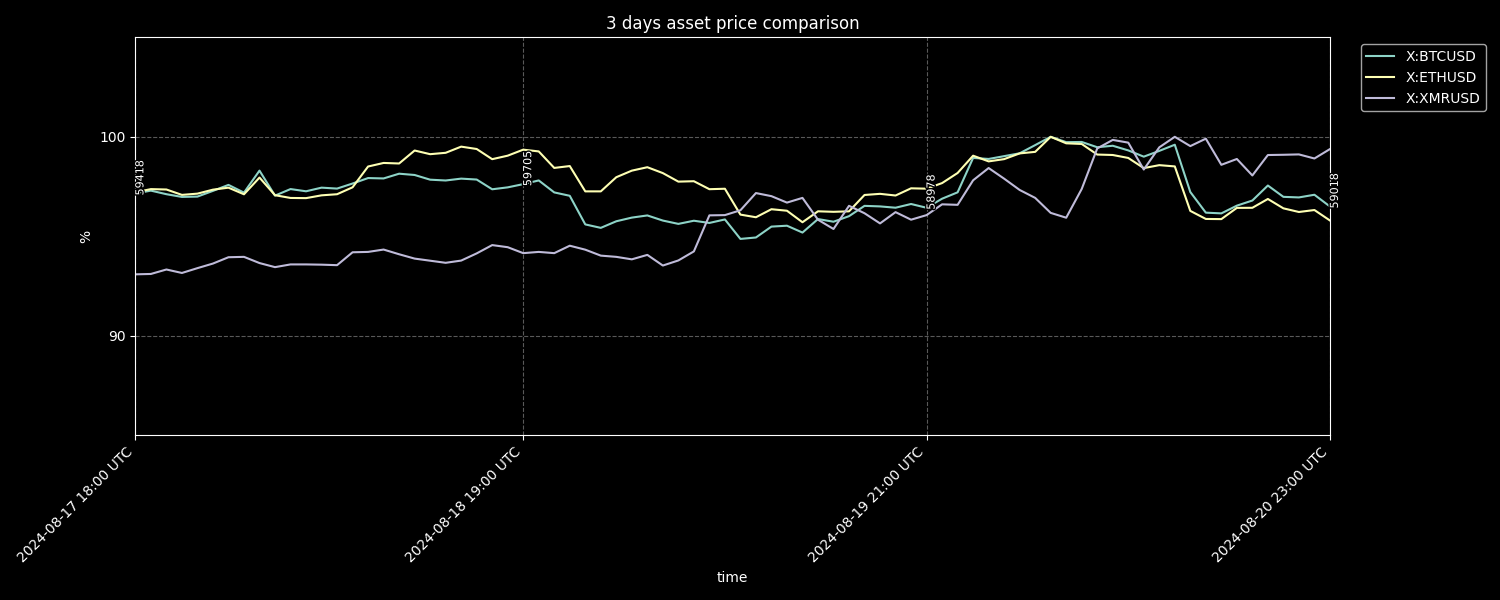 3 days asset price comparison
X:BTCUSD
X:ETHUSD
X:XMRUSD
100
90
%
59418
59705
58978
59018
2024-08-17 18:00 UTC
2024-08-18 19:00 UTC
2024-08-19 21:00 UTC
2024-08-20 23:00 UTC
time